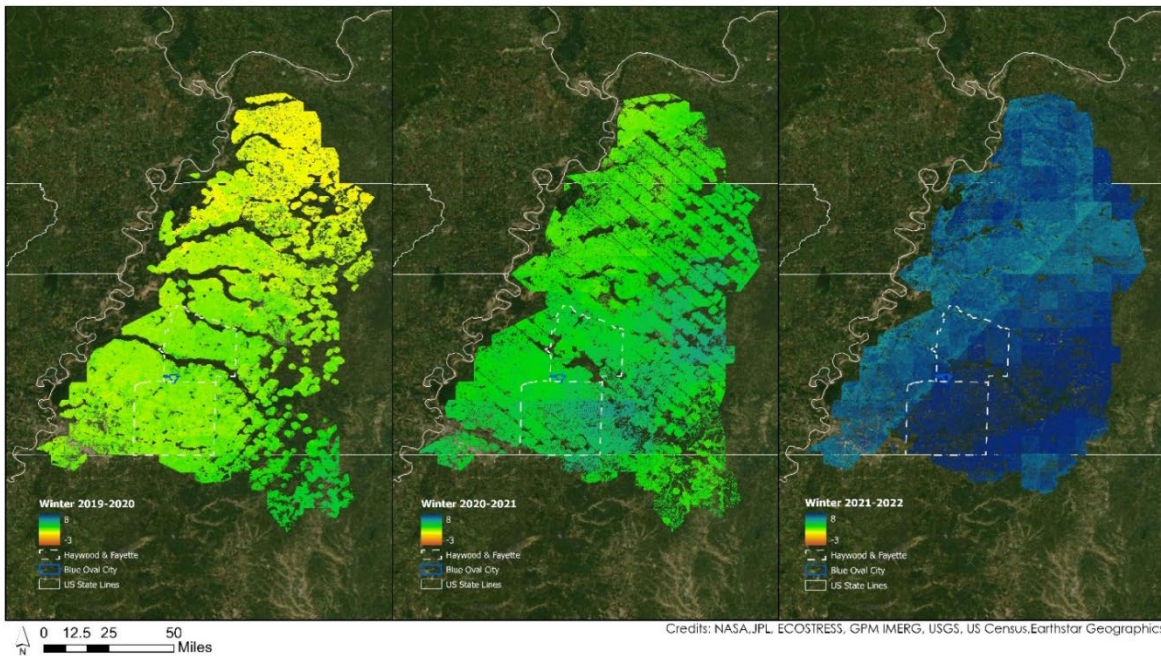 Winter 2019-2020
8
-3
Haywood & Fayette
Blue Oval City
US State Lines
Winter 2020-2021
8
-3
Haywood & Fayette
Blue Oval City
US State Lines
Winter 2021-2022
8
-3
Haywood & Fayette
Blue Oval City
US State Lines
N
0 12.5 25 50
Miles
Credits: NASA,JPL, ECOSTRESS, GPM IMERG, USGS, US Census,Earthstar Geographics